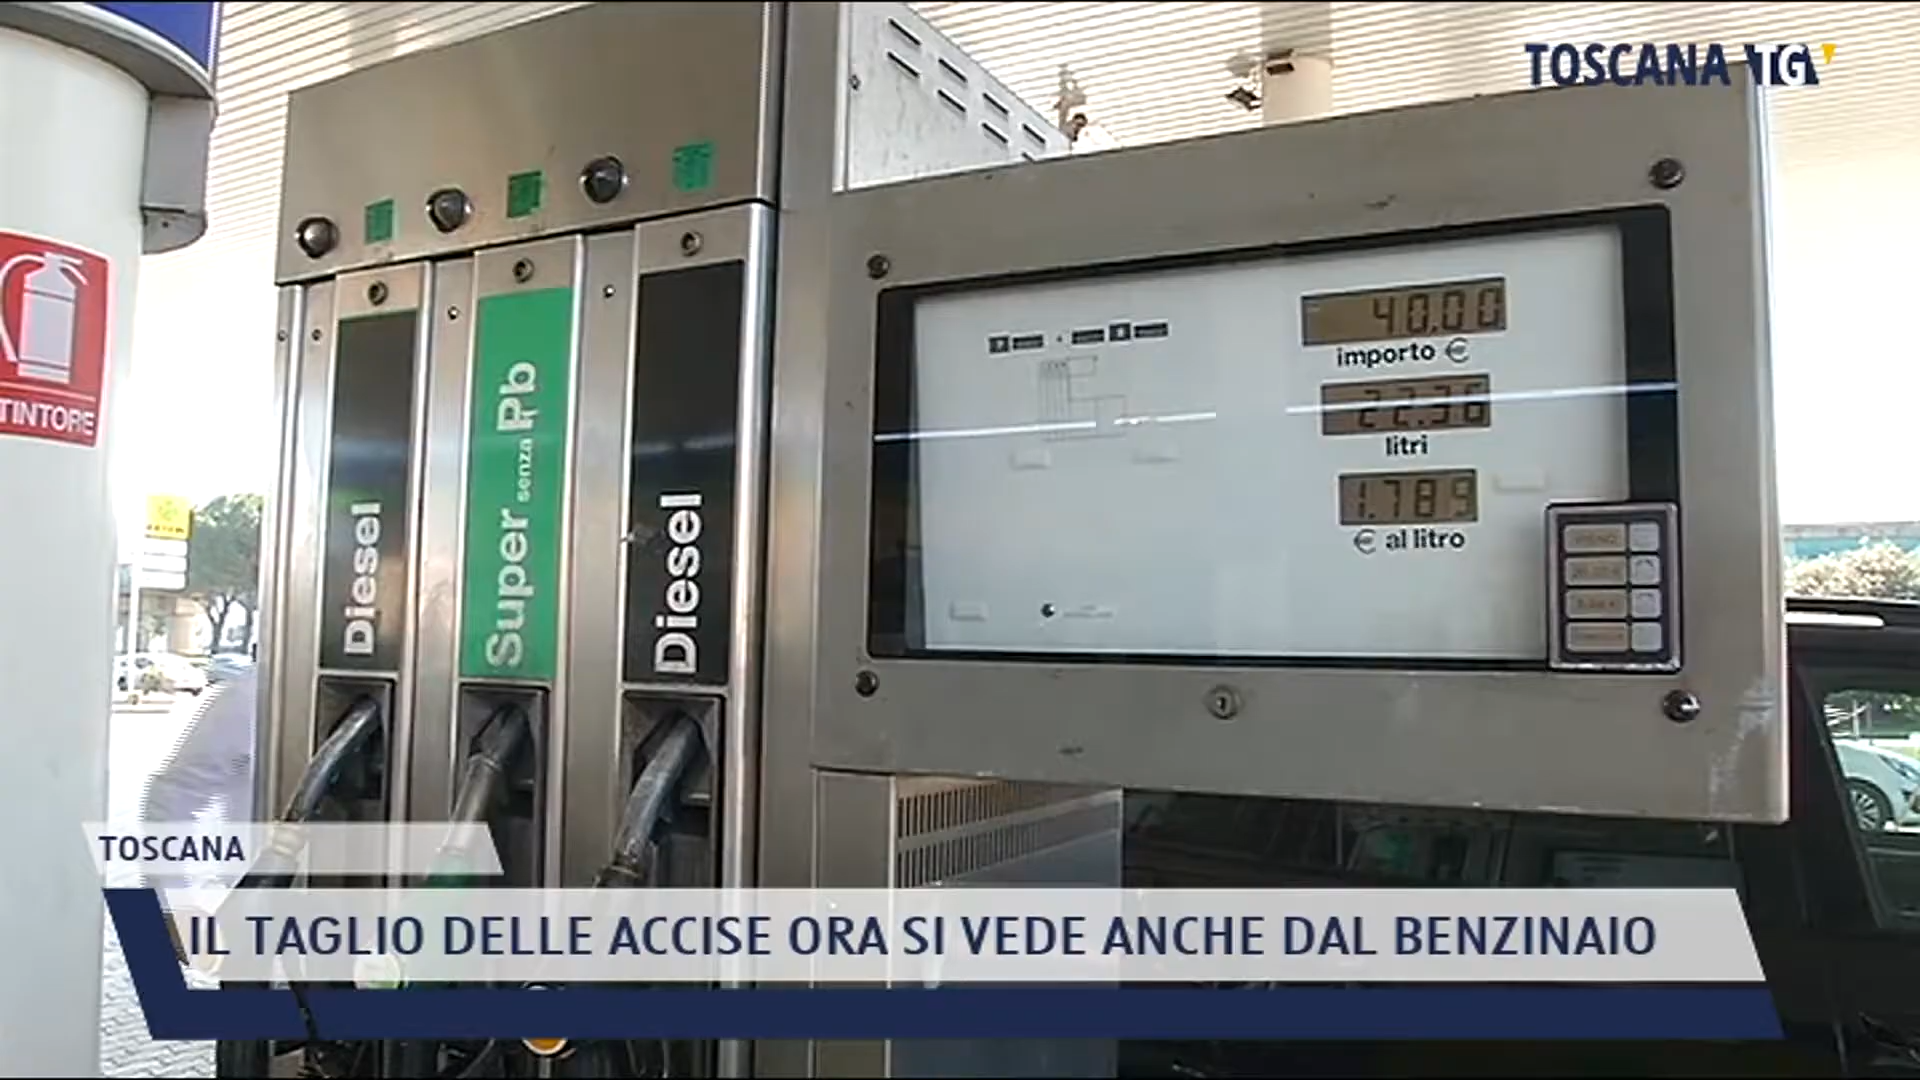 TOSCANA TG
TINTORE
Diesel
Super senza Pb
Diesel
40.00
importo €
22.36
litri
1.789
€ al litro
TOSCANA
IL TAGLIO DELLE ACCISE ORA SI VEDE ANCHE DAL BENZINAIO